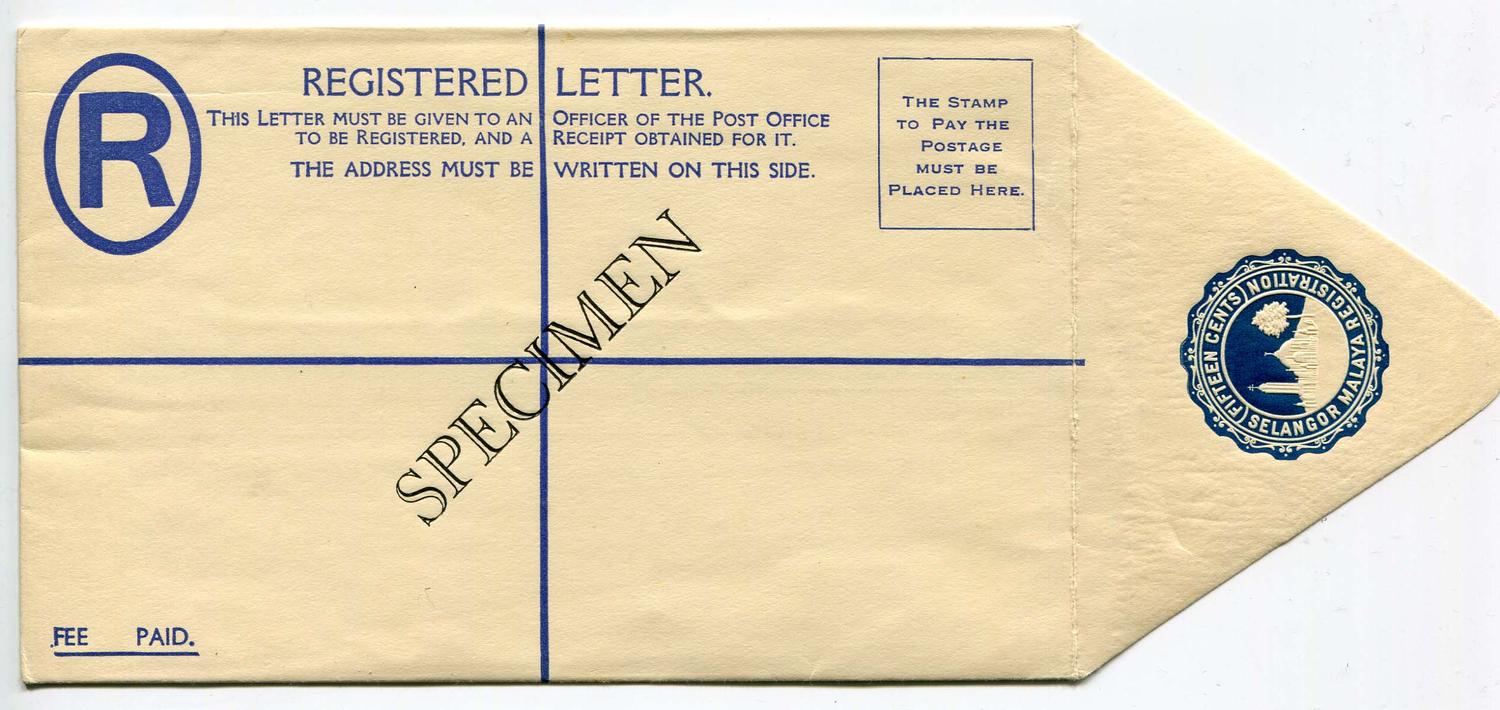 R
REGISTERED LETTER.
THIS LETTER MUST BE GIVEN TO AN OFFICER OF THE POST OFFICE
TO BE REGISTERED, AND A RECEIPT OBTAINED FOR IT.
THE ADDRESS MUST BE WRITTEN ON THIS SIDE.
THE STAMP
TO PAY THE
POSTAGE
MUST BE
PLACED HERE.
SPECIMEN
FEE PAID.
FIFTEEN CENTS
SELANGOR MALAYA REGISTRATION